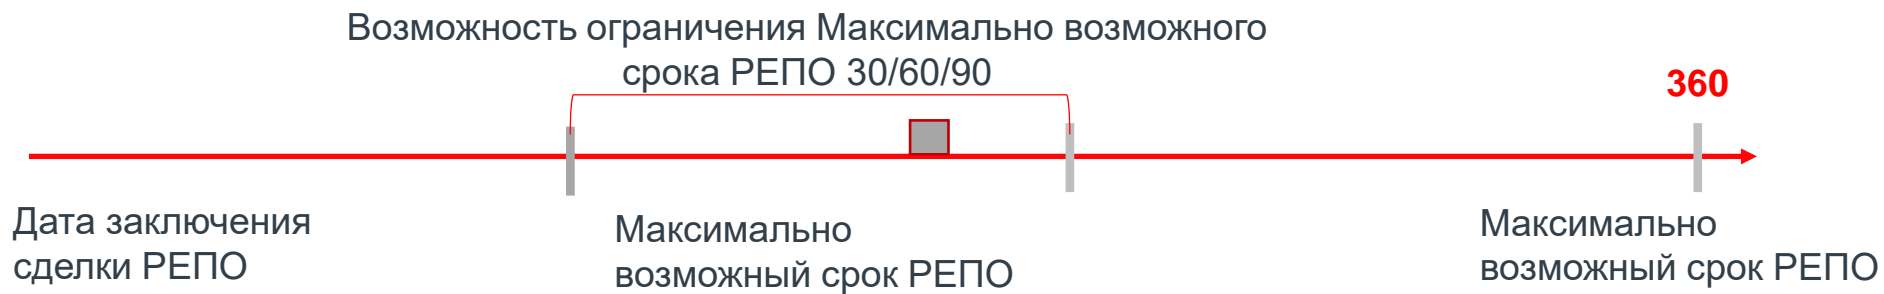 Возможность ограничения Максимально возможного
срока РЕПО 30/60/90
360
Дата заключения
сделки РЕПО
Максимально
возможный срок РЕПО
Максимально
возможный срок РЕПО